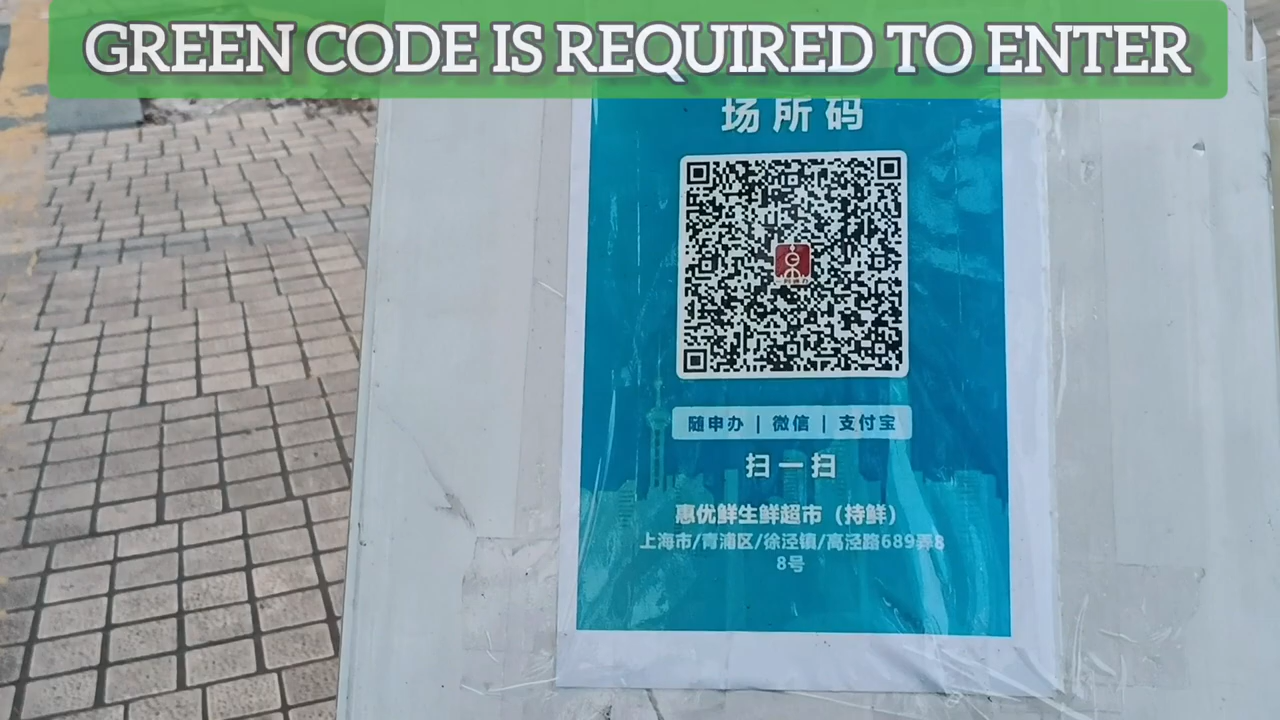 GREEN CODE IS REQUIRED TO ENTER
场所码
随申办 | 微信 | 支付宝
扫一扫
惠优鲜生鲜超市（持鲜）
上海市/青浦区/徐泾镇/高泾路689弄8
8号